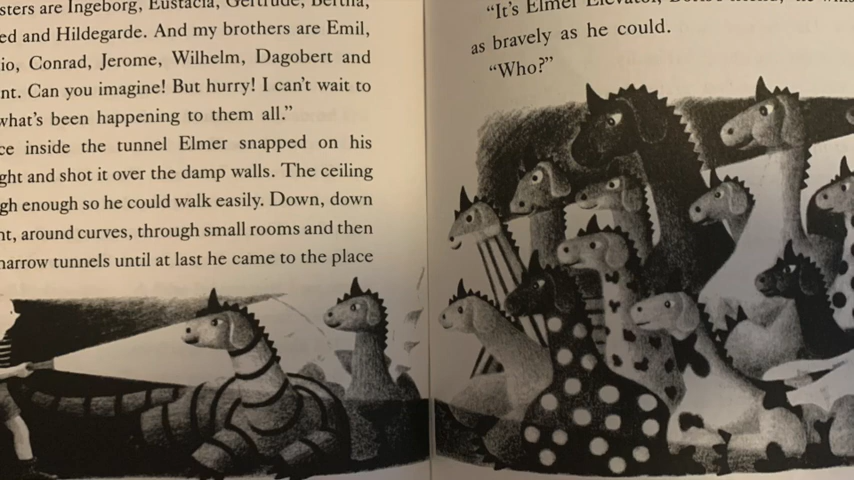 sters are Ingeborg, Eustacia, Gertrude, Bertha,
ed and Hildegarde. And my brothers are Emil,
io, Conrad, Jerome, Wilhelm, Dagobert and
nt. Can you imagine! But hurry! I can't wait to
what's been happening to them all."
ce inside the tunnel Elmer snapped on his
ght and shot it over the damp walls. The ceiling
gh enough so he could walk easily. Down, down
nt, around curves, through small rooms and then
narrow tunnels until at last he came to the place
"It's Elmer Elevator,
as bravely as he could.
"Who?"